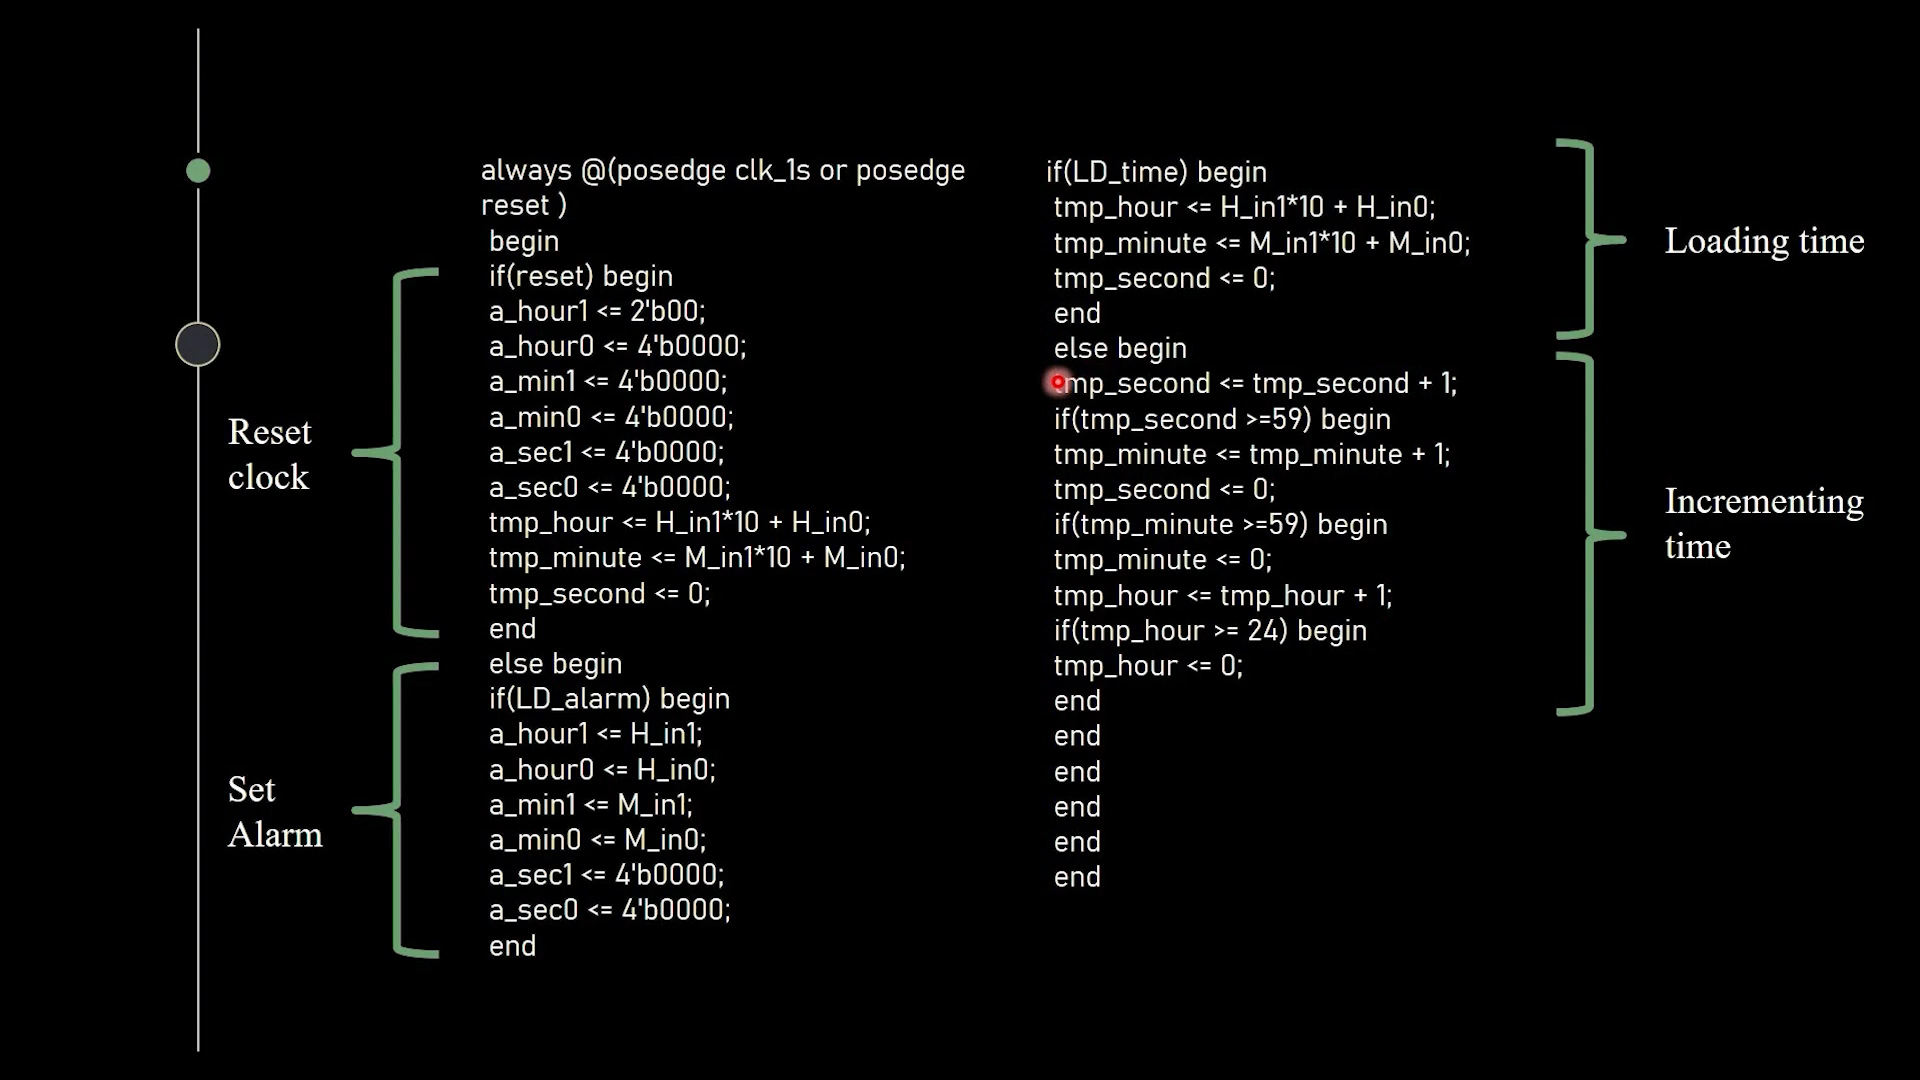 always @(posedge clk_1s or posedge
reset )
begin
if(reset) begin
a_hour1 <= 2'b00;
a_hour0 <= 4'b0000;
a_min1 <= 4'b0000;
a_min0 <= 4'b0000;
a_sec1 <= 4'b0000;
a_sec0 <= 4'b0000;
tmp_hour <= H_in1*10 + H_in0;
tmp_minute <= M_in1*10 + M_in0;
tmp_second <= 0;
end
else begin
if(LD_alarm) begin
a_hour1 <= H_in1;
a_hour0 <= H_in0;
a_min1 <= M_in1;
a_min0 <= M_in0;
a_sec1 <= 4'b0000;
a_sec0 <= 4'b0000;
end
Reset
clock
Set
Alarm
if(LD_time) begin
tmp_hour <= H_in1*10 + H_in0;
tmp_minute <= M_in1*10 + M_in0;
tmp_second <= 0;
end
else begin
tmp_second <= tmp_second + 1;
if(tmp_second >=59) begin
tmp_minute <= tmp_minute + 1;
tmp_second <= 0;
if(tmp_minute >=59) begin
tmp_minute <= 0;
tmp_hour <= tmp_hour + 1;
if(tmp_hour >= 24) begin
tmp_hour <= 0;
end
end
end
end
end
end
Loading time
Incrementing
time